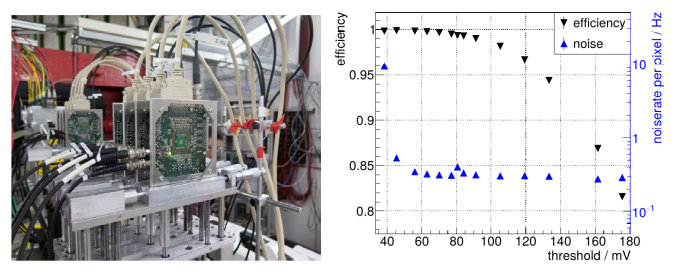 efficiency
1
0.95
0.9
0.85
0.8
efficiency
noise
noiserate per pixel / Hz
10
1
10⁻¹
40 60 80 100 120 140 160 180
threshold / mV